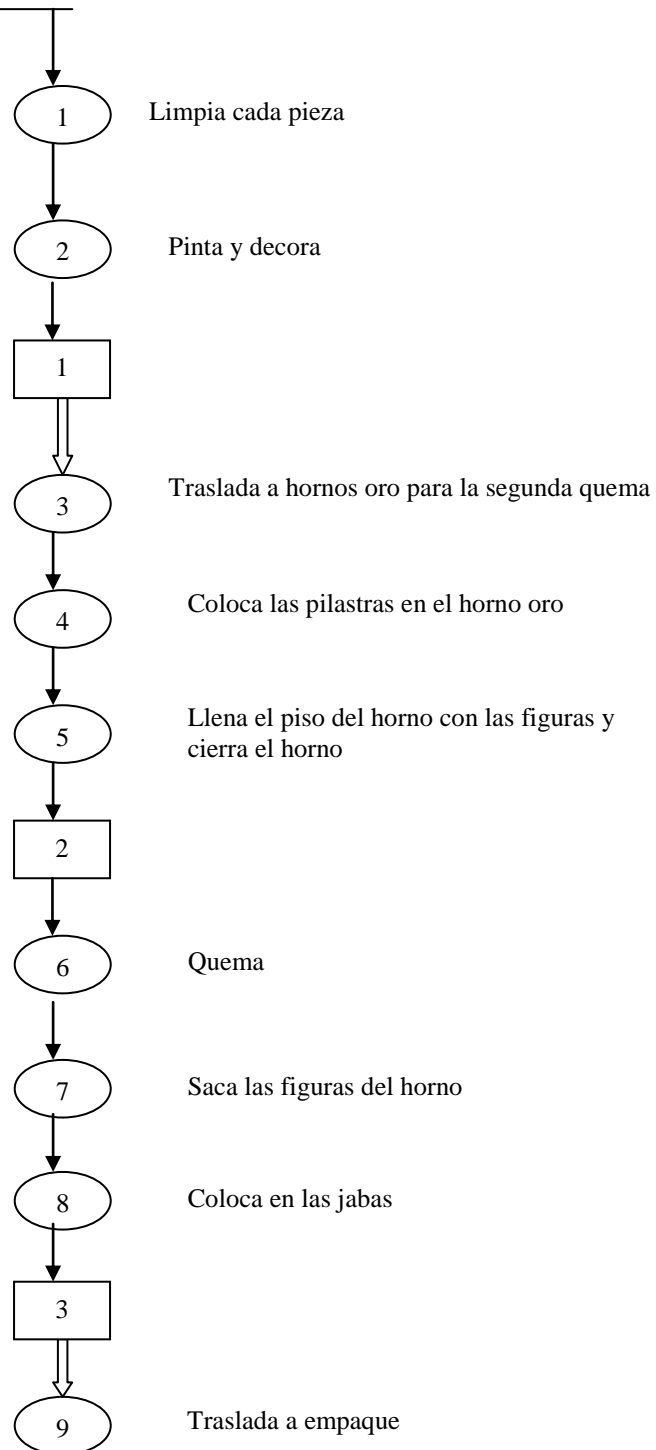 1 Limpia cada pieza
2 Pinta y decora
1
3 Traslada a hornos oro para la segunda quema
4 Coloca las pilastras en el horno oro
5 Llena el piso del horno con las figuras y
cierra el horno
2
6 Quema
7 Saca las figuras del horno
8 Coloca en las jabas
3
9 Traslada a empaque